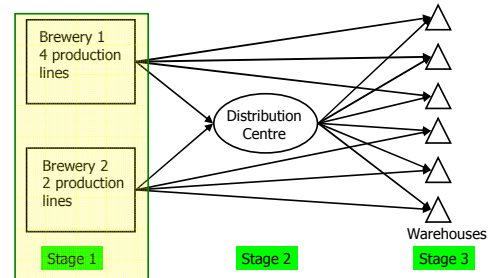 Brewery 1
4 production
lines
Distribution
Centre
Brewery 2
2 production
lines
Warehouses
Stage 1
Stage 2
Stage 3